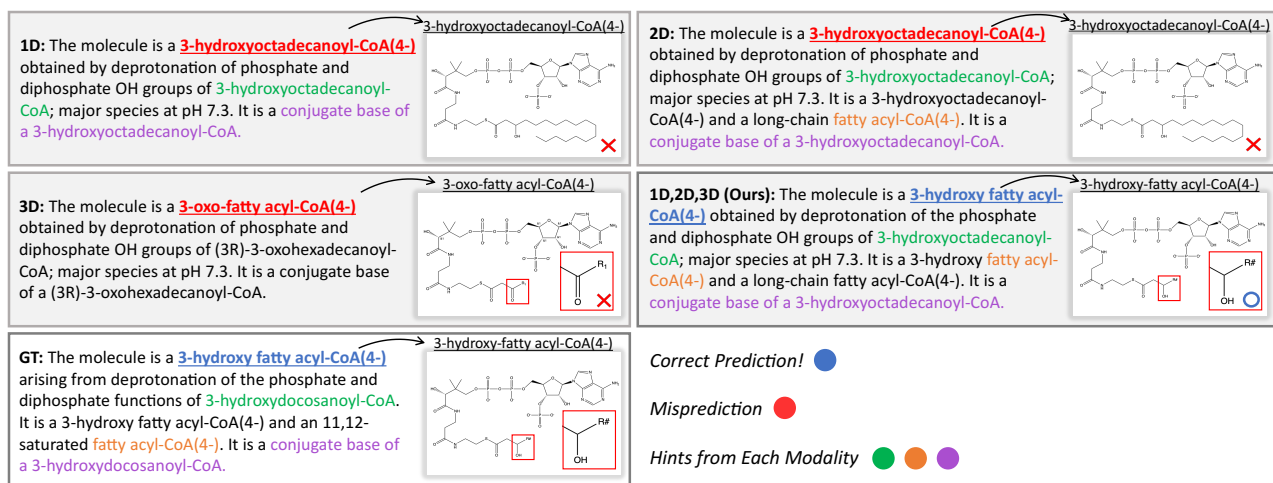 3-hydroxyoctadecanoyl-CoA(4-)
1D: The molecule is a 3-hydroxyoctadecanoyl-CoA(4-)
obtained by deprotonation of phosphate and
diphosphate OH groups of 3-hydroxyoctadecanoyl-
CoA; major species at pH 7.3. It is a conjugate base of
a 3-hydroxyoctadecanoyl-CoA.
3-hydroxyoctadecanoyl-CoA(4-)
2D: The molecule is a 3-hydroxyoctadecanoyl-CoA(4-)
obtained by deprotonation of phosphate and
diphosphate OH groups of 3-hydroxyoctadecanoyl-CoA;
major species at pH 7.3. It is a 3-hydroxyoctadecanoyl-
CoA(4-) and a long-chain fatty acyl-CoA(4-). It is a
conjugate base of a 3-hydroxyoctadecanoyl-CoA.
3-oxo-fatty acyl-CoA(4-)
3D: The molecule is a 3-oxo-fatty acyl-CoA(4-)
obtained by deprotonation of phosphate and
diphosphate OH groups of (3R)-3-oxohexadecanoyl-
CoA; major species at pH 7.3. It is a conjugate base
of a (3R)-3-oxohexadecanoyl-CoA.
R1
O
3-hydroxy-fatty acyl-CoA(4-)
1D,2D,3D (Ours): The molecule is a 3-hydroxy fatty acyl-
CoA(4-) obtained by deprotonation of the phosphate
and diphosphate OH groups of 3-hydroxyoctadecanoyl-
CoA; major species at pH 7.3. It is a 3-hydroxy fatty acyl-
CoA(4-) and a long-chain fatty acyl-CoA(4-). It is a
conjugate base of a 3-hydroxyoctadecanoyl-CoA.
R#
OH
3-hydroxy-fatty acyl-CoA(4-)
GT: The molecule is a 3-hydroxy fatty acyl-CoA(4-)
arising from deprotonation of the phosphate and
diphosphate functions of 3-hydroxydocosanoyl-CoA.
It is a 3-hydroxy fatty acyl-CoA(4-) and an 11,12-
saturated fatty acyl-CoA(4-). It is a conjugate base of
a 3-hydroxydocosanoyl-CoA.
R#
OH
Correct Prediction!
Misprediction
Hints from Each Modality